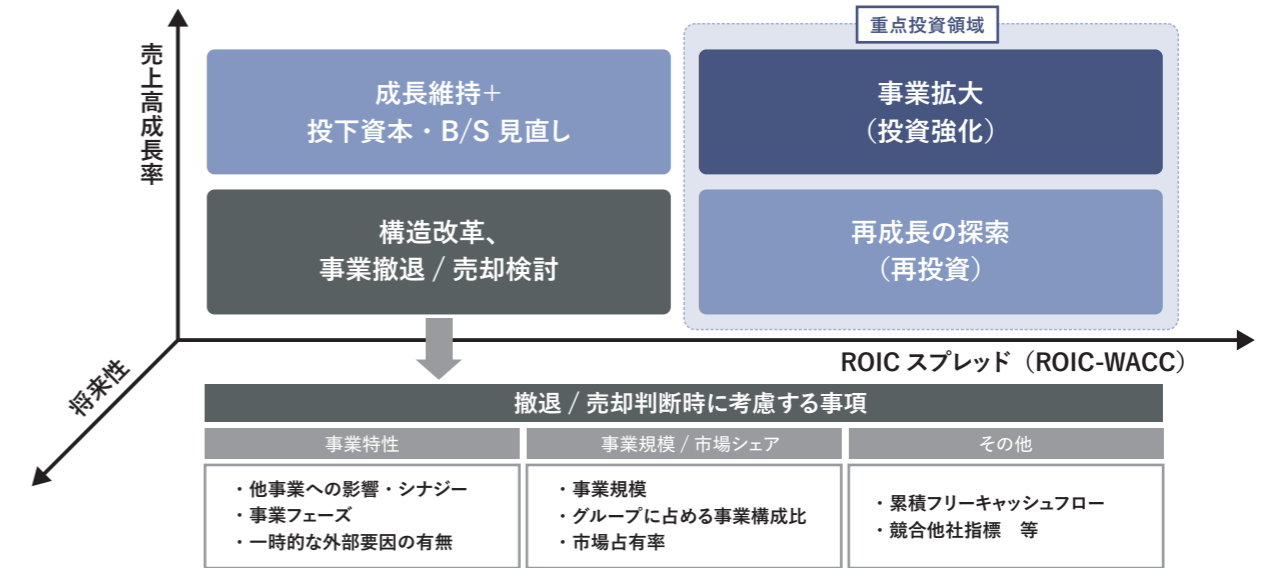 重点投資領域
売上高成長率
成長維持＋
投下資本・B/S 見直し
事業拡大
（投資強化）
構造改革、
事業撤退 / 売却検討
再成長の探索
（再投資）
将来性
ROIC スプレッド（ROIC-WACC）
撤退 / 売却判断時に考慮する事項
事業特性
・他事業への影響・シナジー
・事業フェーズ
・一時的な外部要因の有無
事業規模 / 市場シェア
・事業規模
・グループに占める事業構成比
・市場占有率
その他
・累積フリーキャッシュフロー
・競合他社指標　等